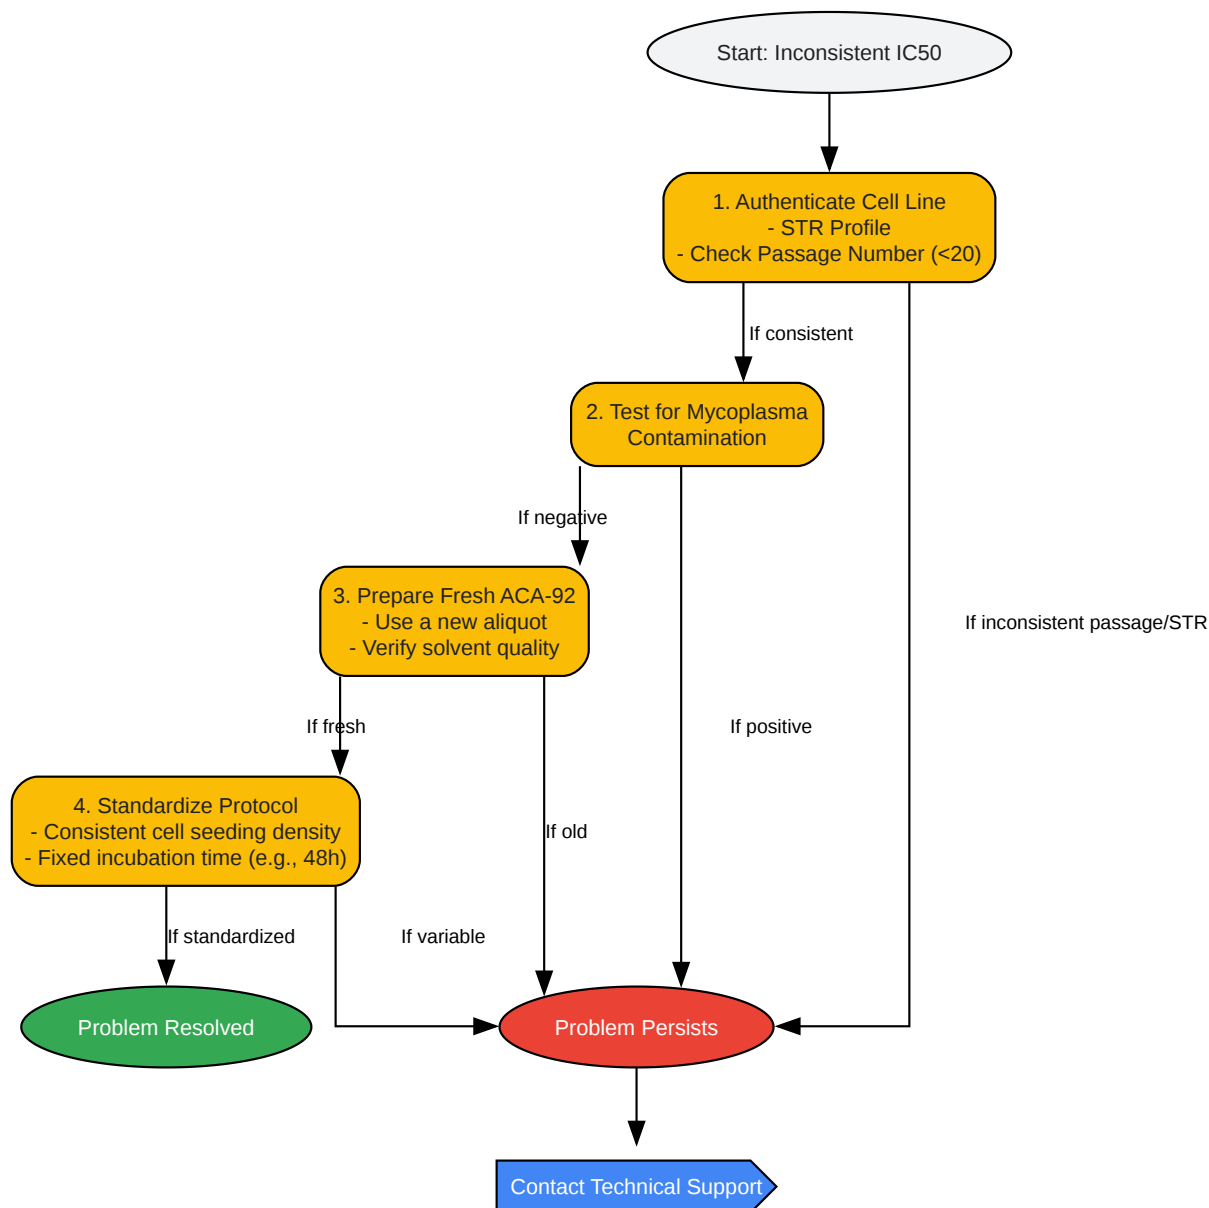 Start: Inconsistent IC50
1. Authenticate Cell Line
- STR Profile
- Check Passage Number (<20)
If consistent
2. Test for Mycoplasma
Contamination
If negative
3. Prepare Fresh ACA-92
- Use a new aliquot
- Verify solvent quality
If inconsistent passage/STR
If fresh
If positive
4. Standardize Protocol
- Consistent cell seeding density
- Fixed incubation time (e.g., 48h)
If old
If standardized
If variable
Problem Resolved
Problem Persists
Contact Technical Support